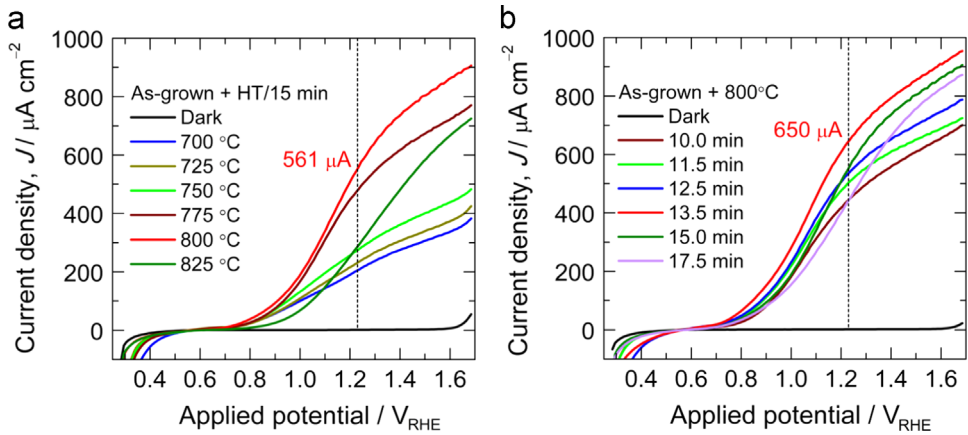 a
Current density, J / μA cm⁻²
1000
800
600
400
200
0
As-grown + HT/15 min
Dark
700 °C
725 °C
750 °C
775 °C
800 °C
825 °C
561 μA
0.4 0.6 0.8 1.0 1.2 1.4 1.6
Applied potential / V_RHE
b
Current density, J / μA cm⁻²
1000
800
600
400
200
0
As-grown + 800°C
Dark
10.0 min
11.5 min
12.5 min
13.5 min
15.0 min
17.5 min
650 μA
0.4 0.6 0.8 1.0 1.2 1.4 1.6
Applied potential / V_RHE